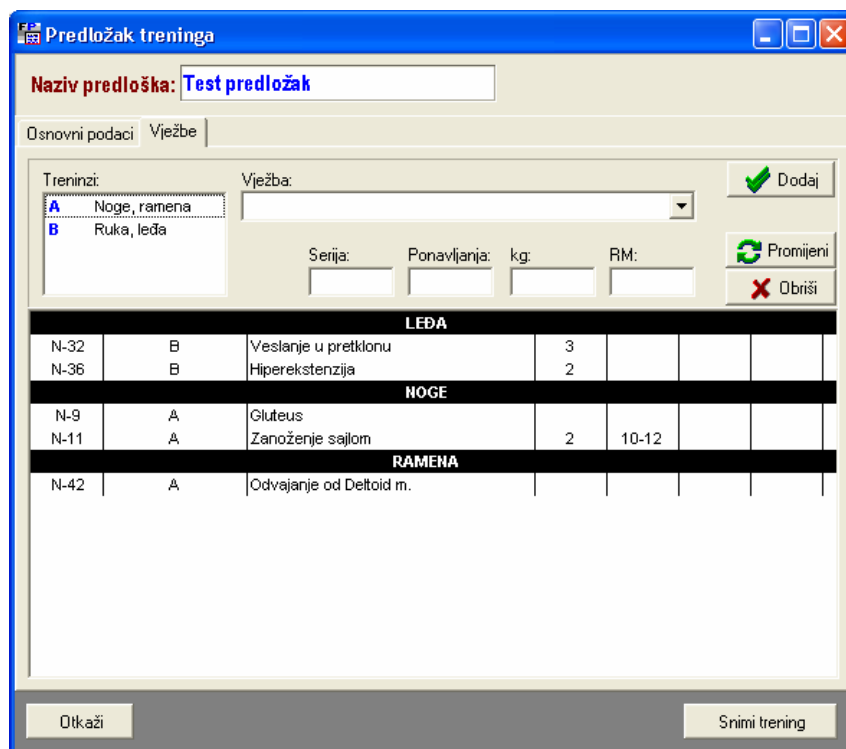 Predložak treninga
Naziv predloška: Test predložak
Osnovni podaci Vježbe
Treninzi: Vježba: Dodaj
A Noge, ramena
B Ruka, leđa
Serija: Ponavljanja: kg: RM: Promijeni
Obriši
LEĐA
N-32 B Veslanje u pretklonu 3
N-36 B Hiperekstenzija 2
NOGE
N-9 A Gluteus
N-11 A Zanoženje sajlom 2 10-12
RAMENA
N-42 A Odvajanje od Deltoid m.
Otkaži Snimi trening